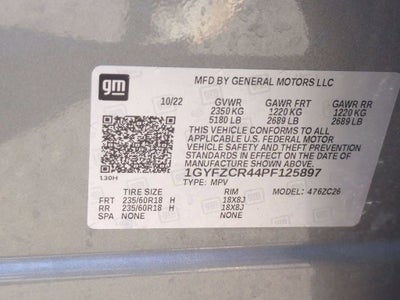 gm
MFD BY GENERAL MOTORS LLC
10/22 GVWR GAWR FRT GAWR RR
2350 KG 1220 KG 1220 KG
5180 LB 2689 LB 2689 LB
THIS VEHICLE CONFORMS TO ALL
APPLICABLE U.S. FEDERAL MOTOR
VEHICLE SAFETY, BUMPER, AND THEFT
PREVENTION STANDARDS IN
EFFECT ON THE DATE OF
MANUFACTURE SHOWN ABOVE.
1GYFZCR44PF125897
TYPE: MPV MODEL: 476ZC26
130H
TIRE SIZE RIM
FRT 235/60R18 H 18X8J
RR 235/60R18 H 18X8J
SPA NONE NONE